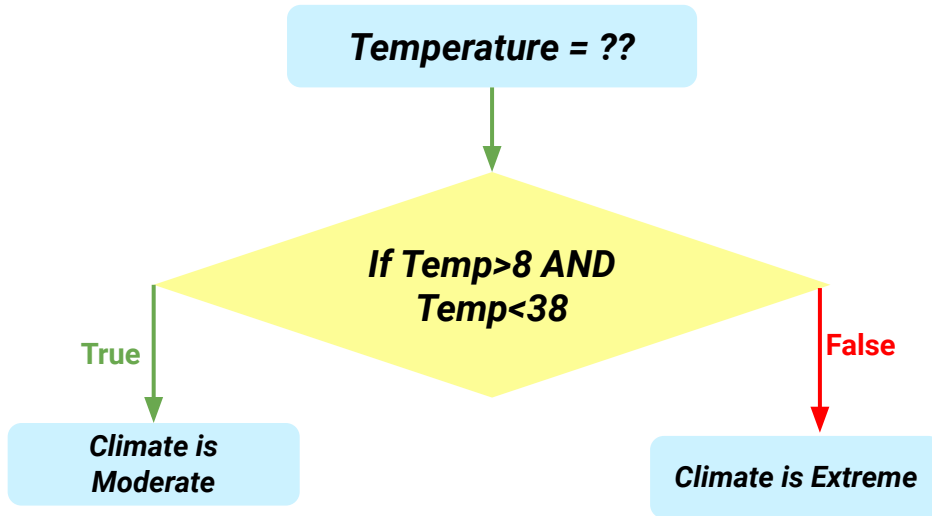 Temperature = ??
If Temp>8 AND
Temp<38
True
False
Climate is
Moderate
Climate is Extreme